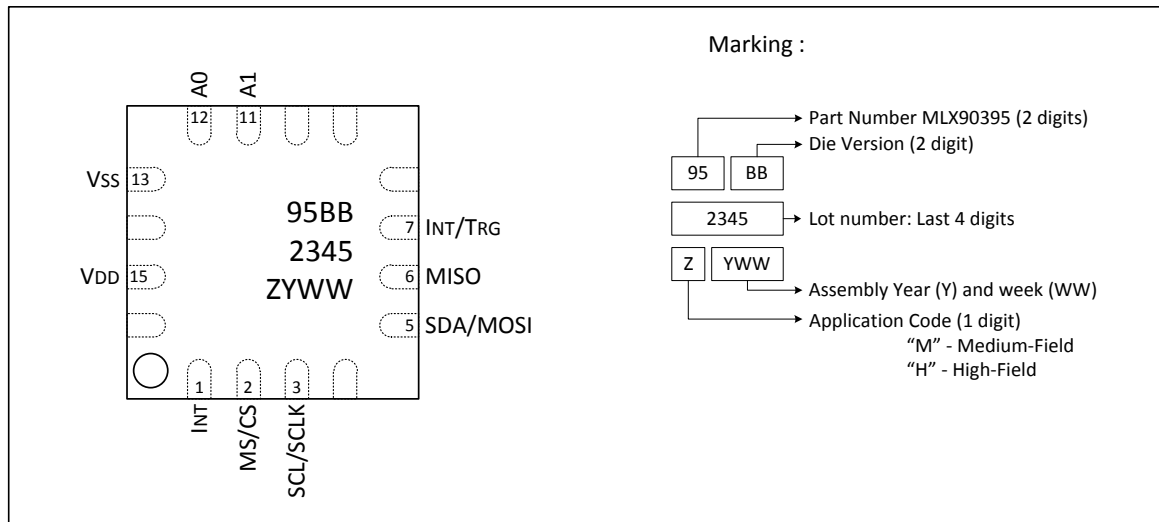 A0
A1
12
11
VSS
13
VDD
15
95BB
2345
ZYWW
7
INT/TRG
6
MISO
5
SDA/MOSI
1
2
3
INT
MS/CS
SCL/SCLK
Marking :
Part Number MLX90395 (2 digits)
Die Version (2 digit)
95
BB
2345
Lot number: Last 4 digits
Z
YWW
Assembly Year (Y) and week (WW)
Application Code (1 digit)
“M” - Medium-Field
“H” - High-Field